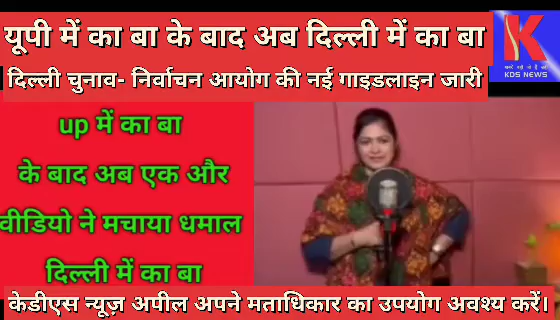 यूपी में का बा के बाद अब दिल्ली में का बा
दिल्ली चुनाव- निर्वाचन आयोग की नई गाइडलाइन जारी
KDS NEWS
up में का बा
के बाद अब एक और
वीडियो ने मचाया धमाल
दिल्ली में का बा
केडीएस न्यूज़ अपील अपने मताधिकार का उपयोग अवश्य करें।